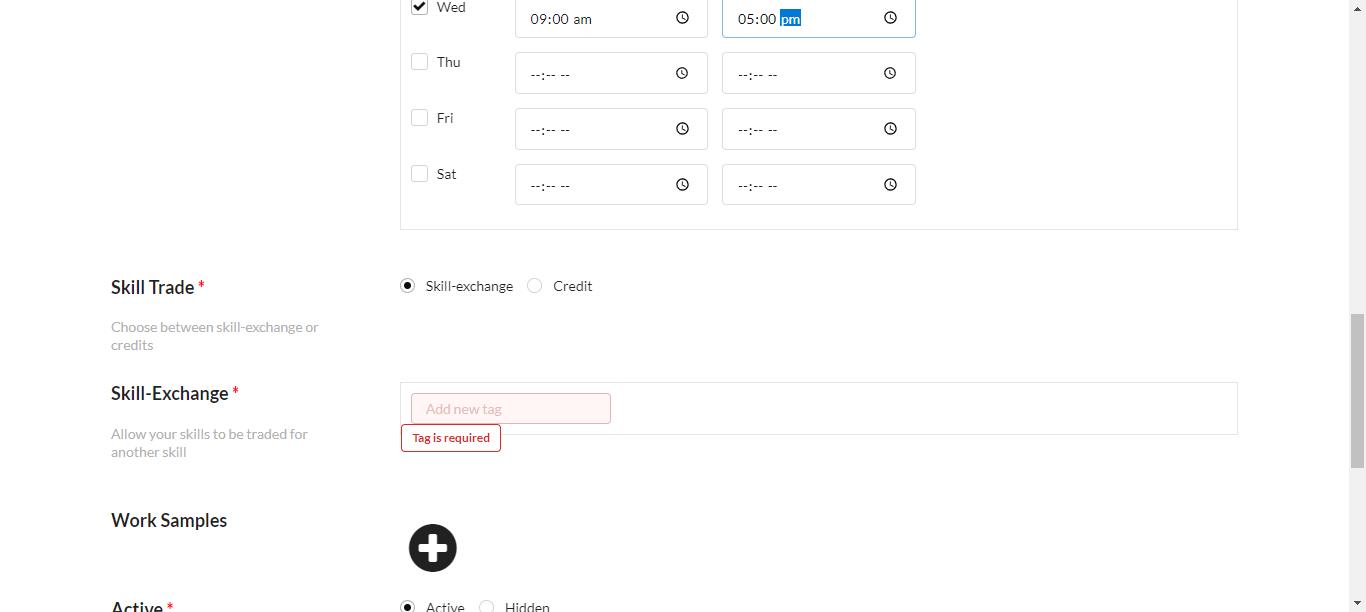 Wed 09:00 am 05:00 pm
Thu --:-- -- --:-- --
Fri --:-- -- --:-- --
Sat --:-- -- --:-- --
Skill Trade * Skill-exchange Credit
Choose between skill-exchange or
credits
Skill-Exchange * Add new tag
Tag is required
Allow your skills to be traded for
another skill
Work Samples
Active * Active Hidden